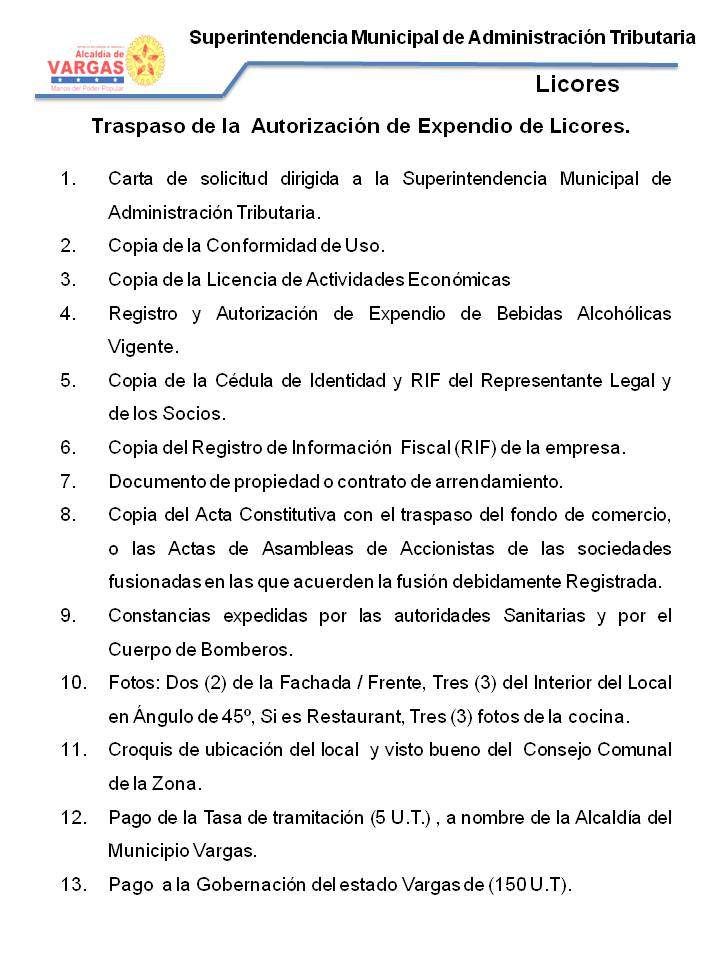 Superintendencia Municipal de Administración Tributaria
Alcaldía de
VARGAS
Manos del Poder Popular
Licores
Traspaso de la Autorización de Expendio de Licores.
1. Carta de solicitud dirigida a la Superintendencia Municipal de
Administración Tributaria.
2. Copia de la Conformidad de Uso.
3. Copia de la Licencia de Actividades Económicas
4. Registro y Autorización de Expendio de Bebidas Alcohólicas
Vigente.
5. Copia de la Cédula de Identidad y RIF del Representante Legal y
de los Socios.
6. Copia del Registro de Información Fiscal (RIF) de la empresa.
7. Documento de propiedad o contrato de arrendamiento.
8. Copia del Acta Constitutiva con el traspaso del fondo de comercio,
o las Actas de Asambleas de Accionistas de las sociedades
fusionadas en las que acuerden la fusión debidamente Registrada.
9. Constancias expedidas por las autoridades Sanitarias y por el
Cuerpo de Bomberos.
10. Fotos: Dos (2) de la Fachada / Frente, Tres (3) del Interior del Local
en Ángulo de 45º, Si es Restaurant, Tres (3) fotos de la cocina.
11. Croquis de ubicación del local y visto bueno del Consejo Comunal
de la Zona.
12. Pago de la Tasa de tramitación (5 U.T.) , a nombre de la Alcaldía del
Municipio Vargas.
13. Pago a la Gobernación del estado Vargas de (150 U.T).